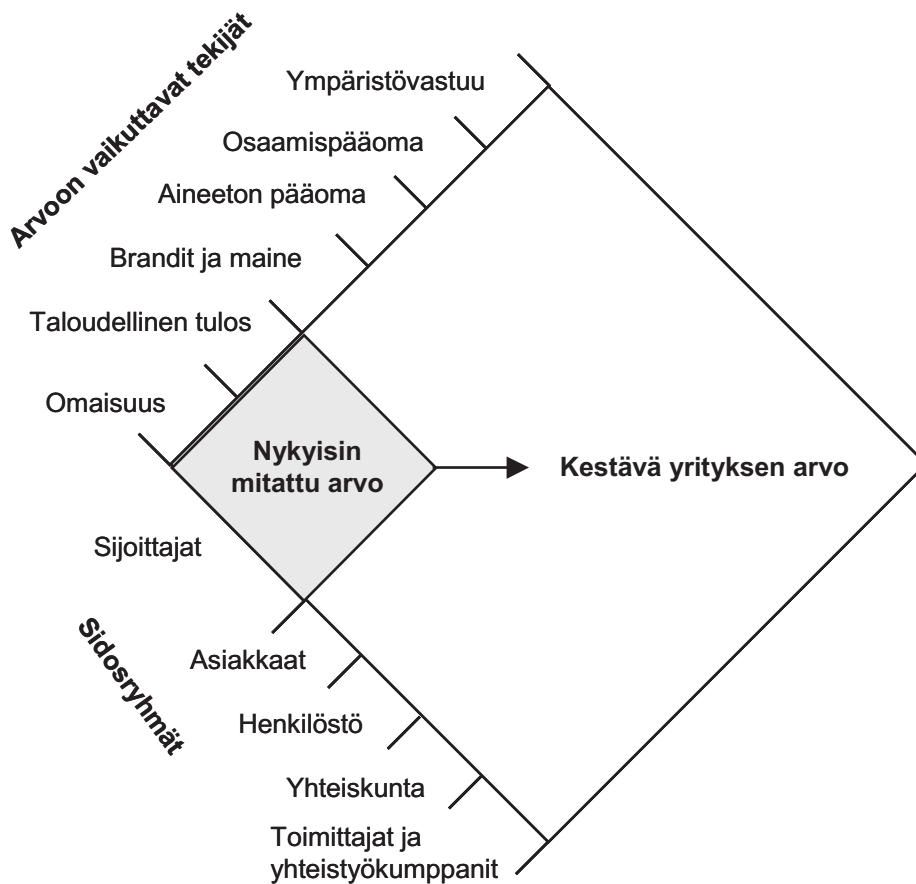 Arvoon vaikuttavat tekijät
Ympäristövastuu
Osaamispääoma
Aineeton pääoma
Brandit ja maine
Taloudellinen tulos
Omaisuus
Nykyisin
mitattu arvo
Kestävä yrityksen arvo
Sijoittajat
Sidosryhmät
Asiakkaat
Henkilöstö
Yhteiskunta
Toimittajat ja
yhteistyökumppanit